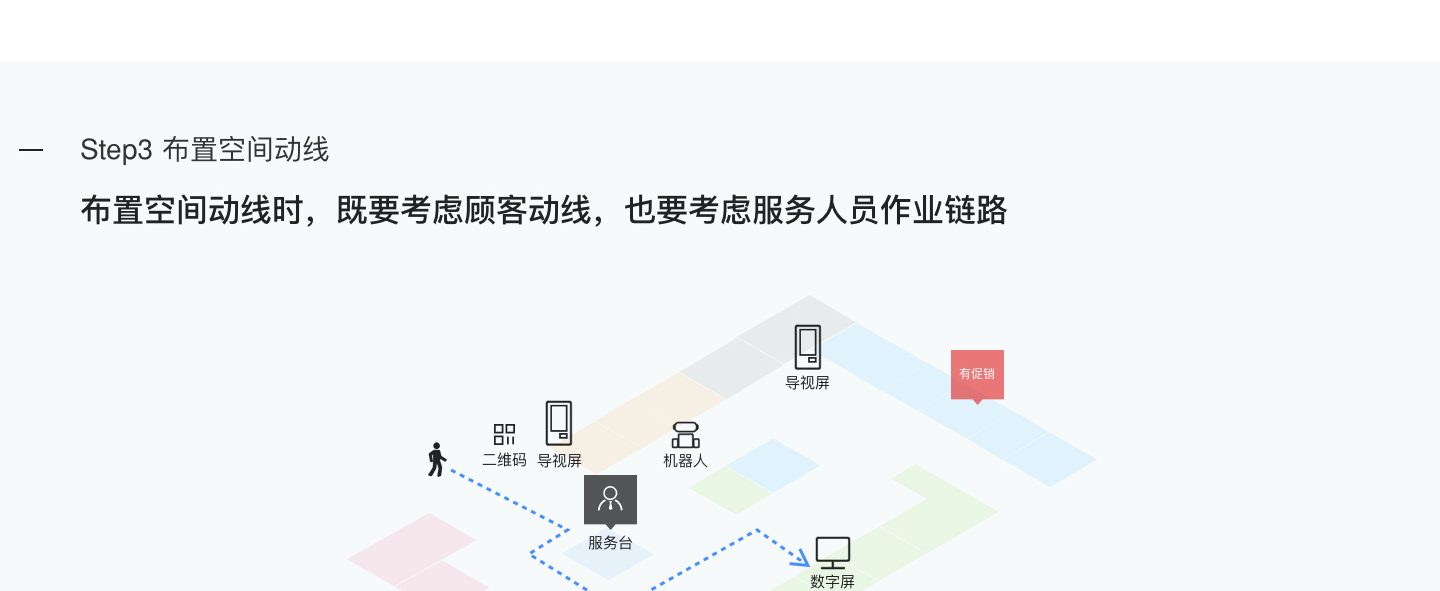 Step3 布置空间动线
布置空间动线时，既要考虑顾客动线，也要考虑服务人员作业链路
导视屏
有促销
二维码
导视屏
机器人
服务台
数字屏